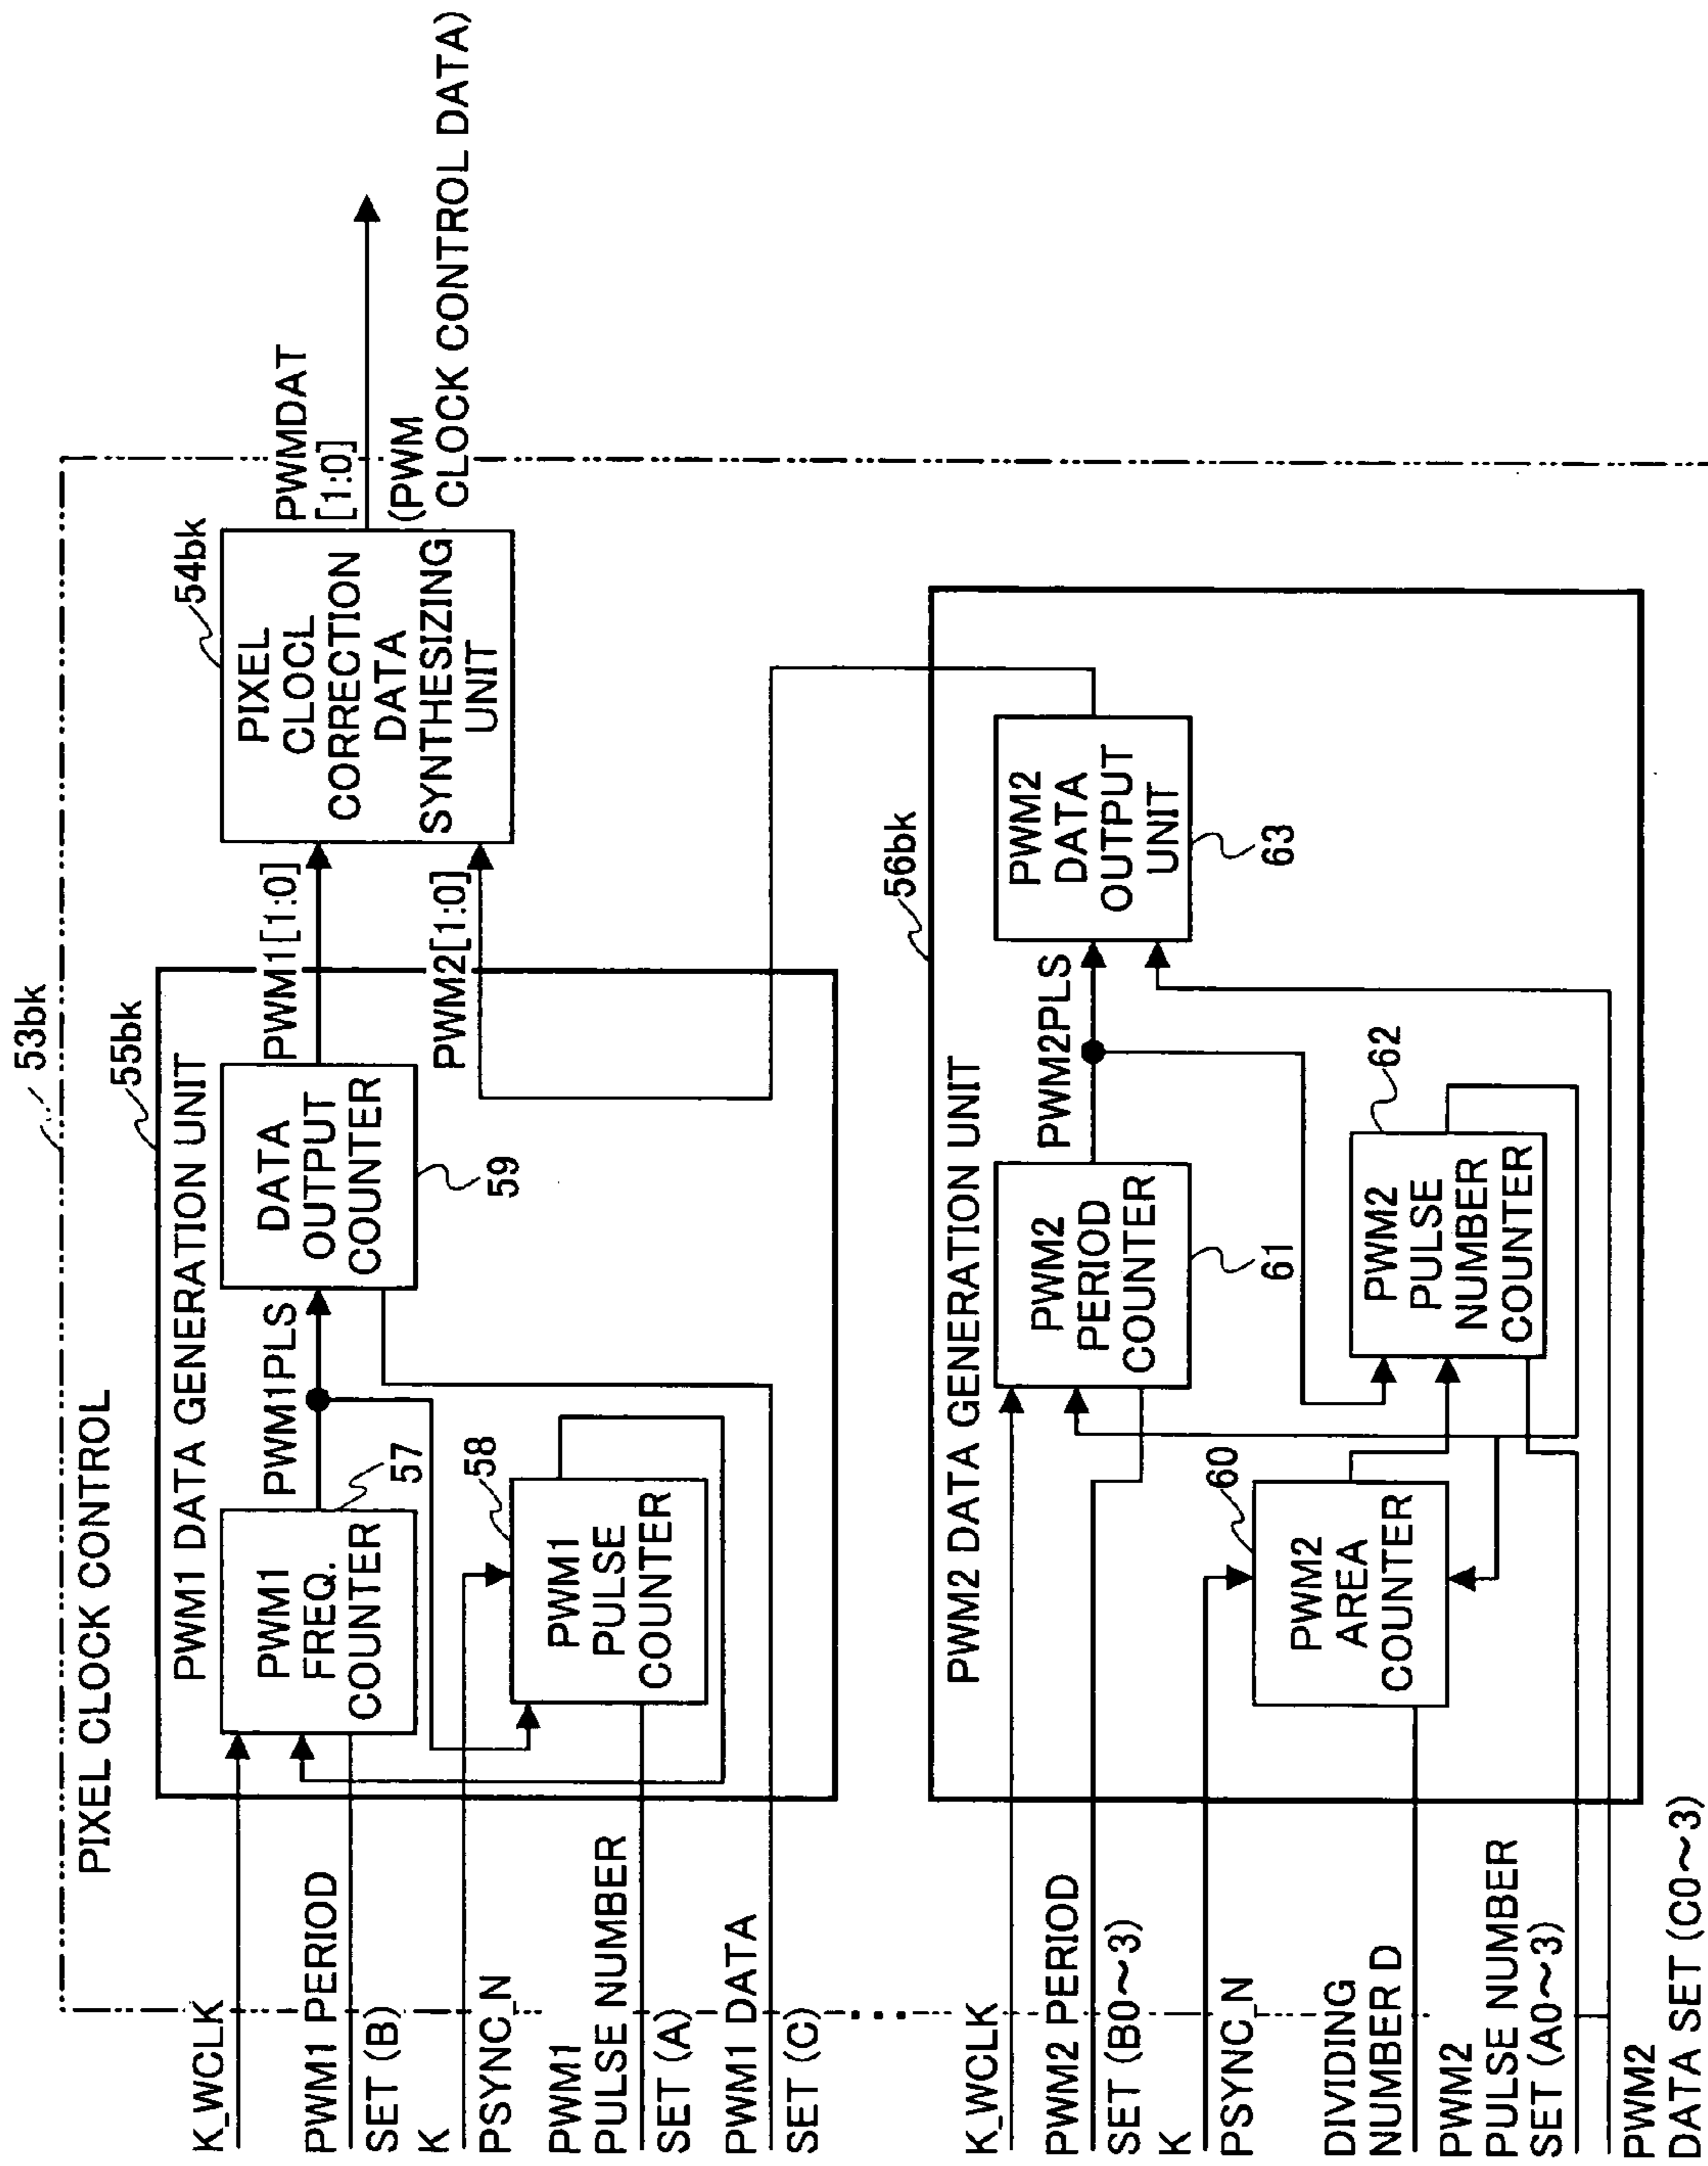 53bk
PIXEL CLOCK CONTROL
55bk
PWM1 DATA GENERATION UNIT
K_WCLK
PWM1 PERIOD
SET (B)
K
PSYNC_N
PWM1
PULSE NUMBER
SET (A)
PWM1 DATA
SET (C)
PWM1
FREQ.
COUNTER
57
PWM1PLS
PWM1
PULSE
COUNTER
58
DATA
OUTPUT
COUNTER
59
PWM1[1:0]
PWM2[1:0]
54bk
PIXEL
CLOCL
CORRECTION
DATA
SYNTHESIZING
UNIT
PWMDAT
[1:0]
(PWM
CLOCK CONTROL DATA)
56bk
PWM2 DATA GENERATION UNIT
K_WCLK
PWM2 PERIOD
SET (B0~3)
K
PSYNC_N
DIVIDING
NUMBER D
PWM2
PULSE NUMBER
SET (A0~3)
PWM2
DATA SET (C0~3)
PWM2
AREA
COUNTER
60
PWM2
PERIOD
COUNTER
61
PWM2PLS
PWM2
PULSE
NUMBER
COUNTER
62
PWM2
DATA
OUTPUT
UNIT
63